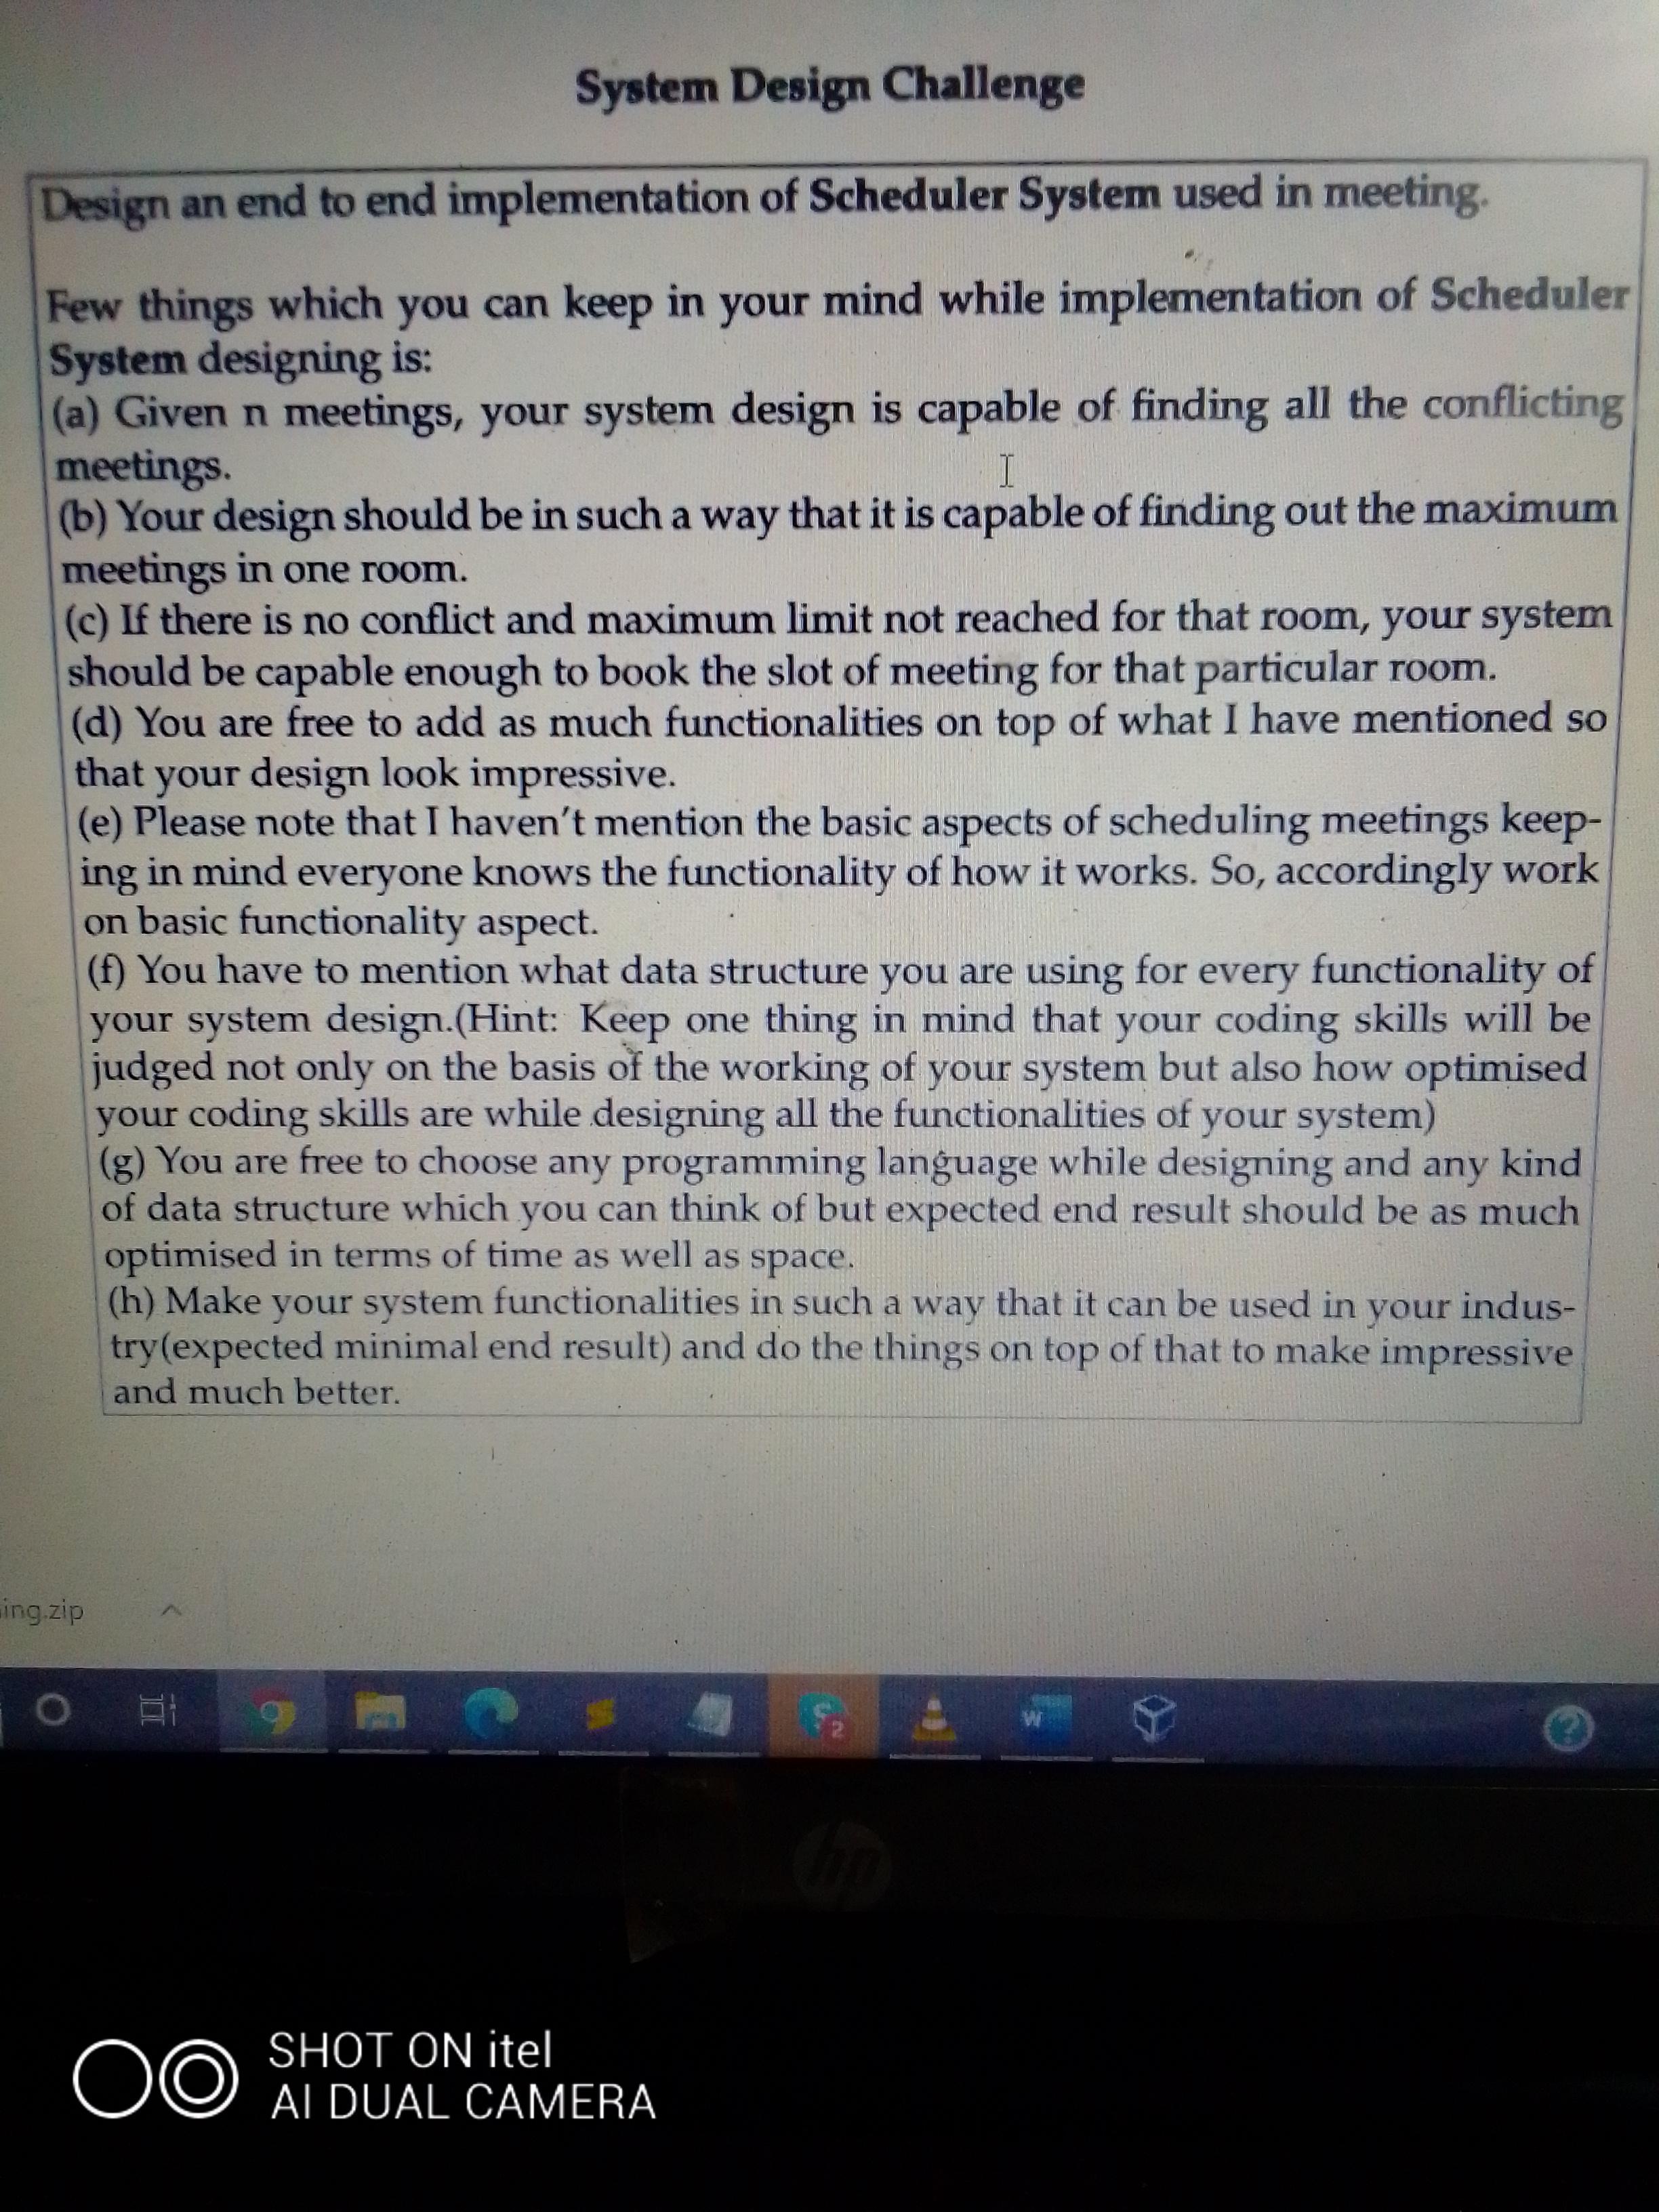 System Design Challenge
Design an end to end implementation of Scheduler System used in meeting.
Few things which you can keep in your mind while implementation of Scheduler
System designing is:
(a) Given n meetings, your system design is capable of finding all the conflicting
meetings.
(b) Your design should be in such a way that it is capable of finding out the maximum
meetings in one room.
(c) If there is no conflict and maximum limit not reached for that room, your system
should be capable enough to book the slot of meeting for that particular room.
(d) You are free to add as much functionalities on top of what I have mentioned so
that your design look impressive.
(e) Please note that I haven't mention the basic aspects of scheduling meetings keep-
ing in mind everyone knows the functionality of how it works. So, accordingly work
on basic functionality aspect.
(f) You have to mention what data structure you are using for every functionality of
your system design.(Hint: Keep one thing in mind that your coding skills will be
judged not only on the basis of the working of your system but also how optimised
your coding skills are while designing all the functionalities of your system)
(g) You are free to choose any programming language while designing and any kind
of data structure which you can think of but expected end result should be as much
optimised in terms of time as well as space.
(h) Make your system functionalities in such a way that it can be used in your indus-
try(expected minimal end result) and do the things on top of that to make impressive
and much better.
ing.zip
S
2
W
?
hp
SHOT ON itel
AI DUAL CAMERA